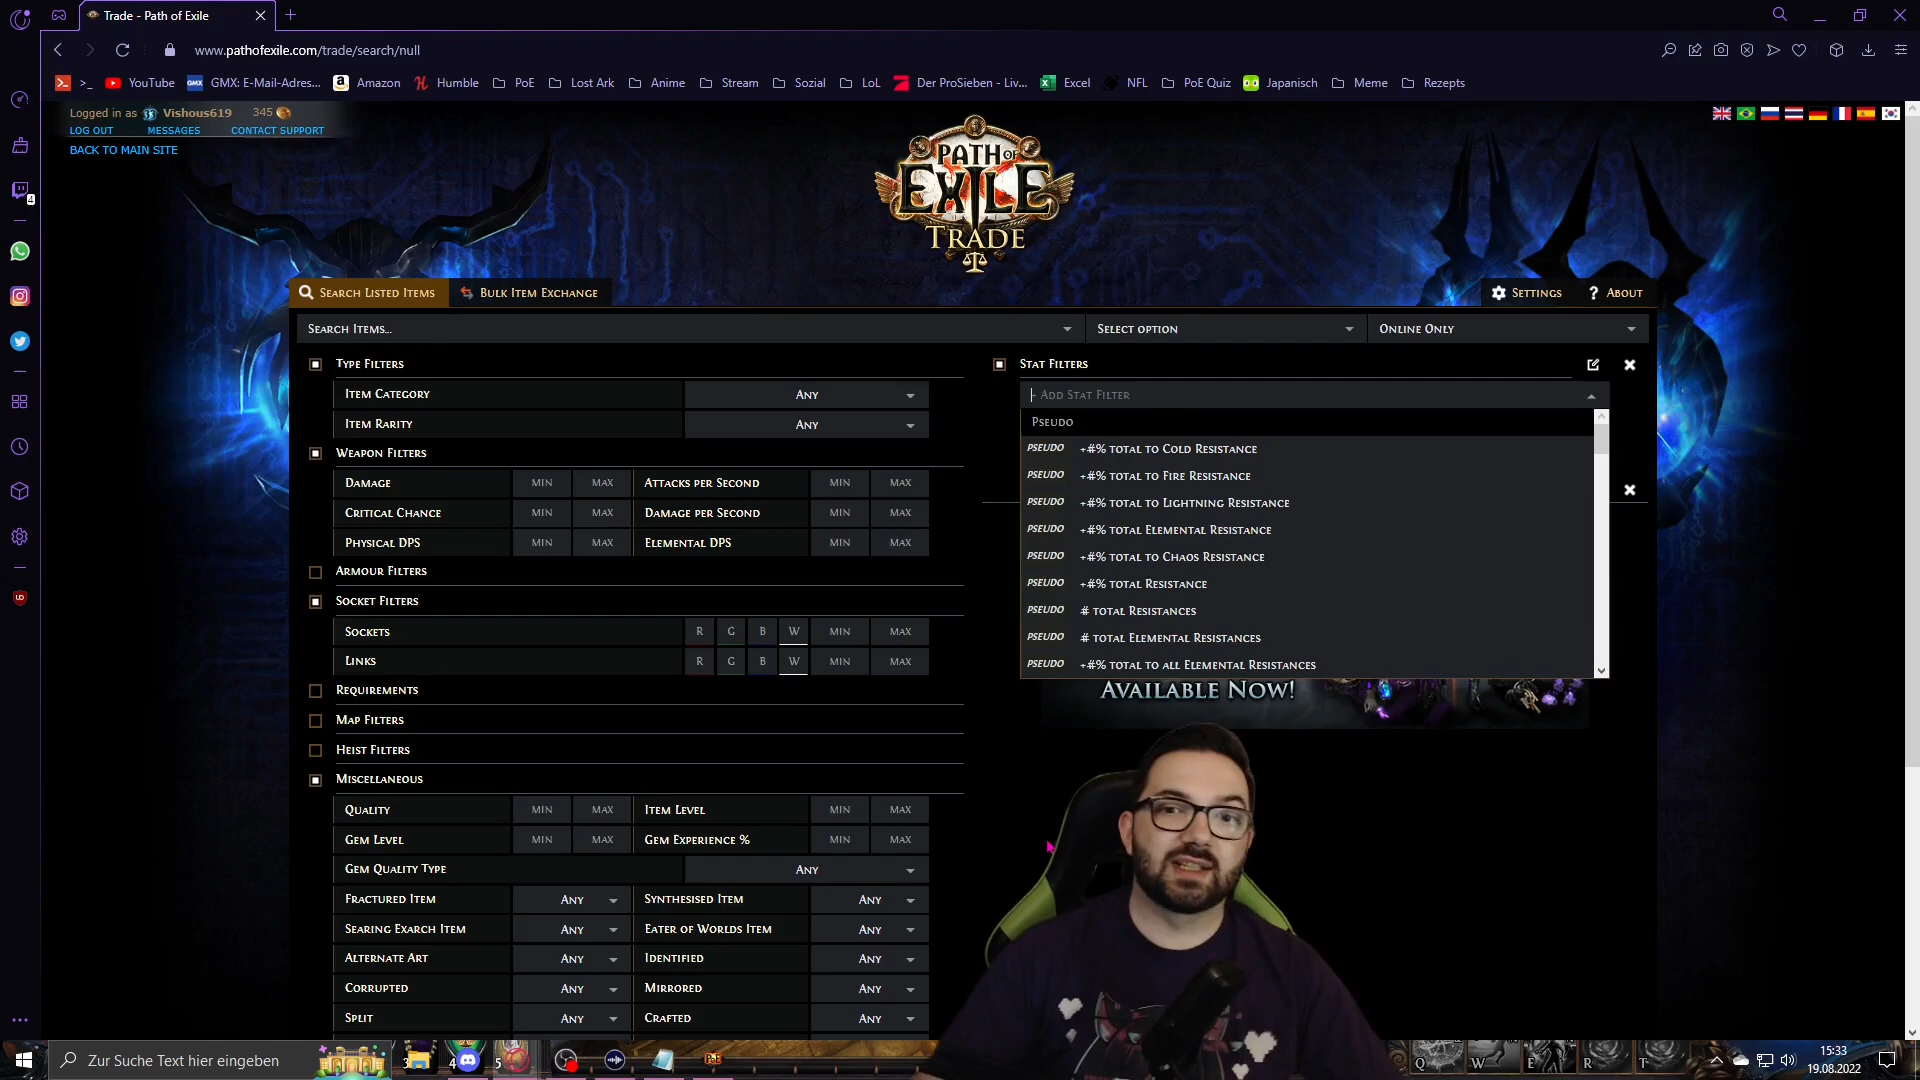 Trade - Path of Exile
www.pathofexile.com/trade/search/null
>_ YouTube GMX: E-Mail-Adres... Amazon Humble PoE Lost Ark Anime Stream Sozial LoL Der ProSieben - Liv... Excel NFL PoE Quiz Japanisch Meme Rezepts
Logged in as Vishous619 345
LOG OUT MESSAGES CONTACT SUPPORT
BACK TO MAIN SITE
4
PATH OF
EXILE
TRADE
Search Listed Items Bulk Item Exchange Settings ? About
Search Items... Select option Online Only
Type Filters
Item Category Any
Item Rarity Any
Weapon Filters
Damage MIN MAX Attacks per Second MIN MAX
Critical Chance MIN MAX Damage per Second MIN MAX
Physical DPS MIN MAX Elemental DPS MIN MAX
Armour Filters
Socket Filters
Sockets R G B W MIN MAX
Links R G B W MIN MAX
Requirements
Map Filters
Heist Filters
Miscellaneous
Quality MIN MAX Item Level MIN MAX
Gem Level MIN MAX Gem Experience % MIN MAX
Gem Quality Type Any
Fractured Item Any Synthesised Item Any
Searing Exarch Item Any Eater of Worlds Item Any
Alternate Art Any Identified Any
Corrupted Any Mirrored Any
Split Any Crafted Any
Stat Filters
+ Add Stat Filter
Pseudo
PSEUDO +#% total to Cold Resistance
PSEUDO +#% total to Fire Resistance
PSEUDO +#% total to Lightning Resistance
PSEUDO +#% total Elemental Resistance
PSEUDO +#% total to Chaos Resistance
PSEUDO +#% total Resistance
PSEUDO # total Resistances
PSEUDO # total Elemental Resistances
PSEUDO +#% total to all Elemental Resistances
Available Now!
Zur Suche Text hier eingeben
3 4 5 PoE
Q W E R T
15:33
19.08.2022